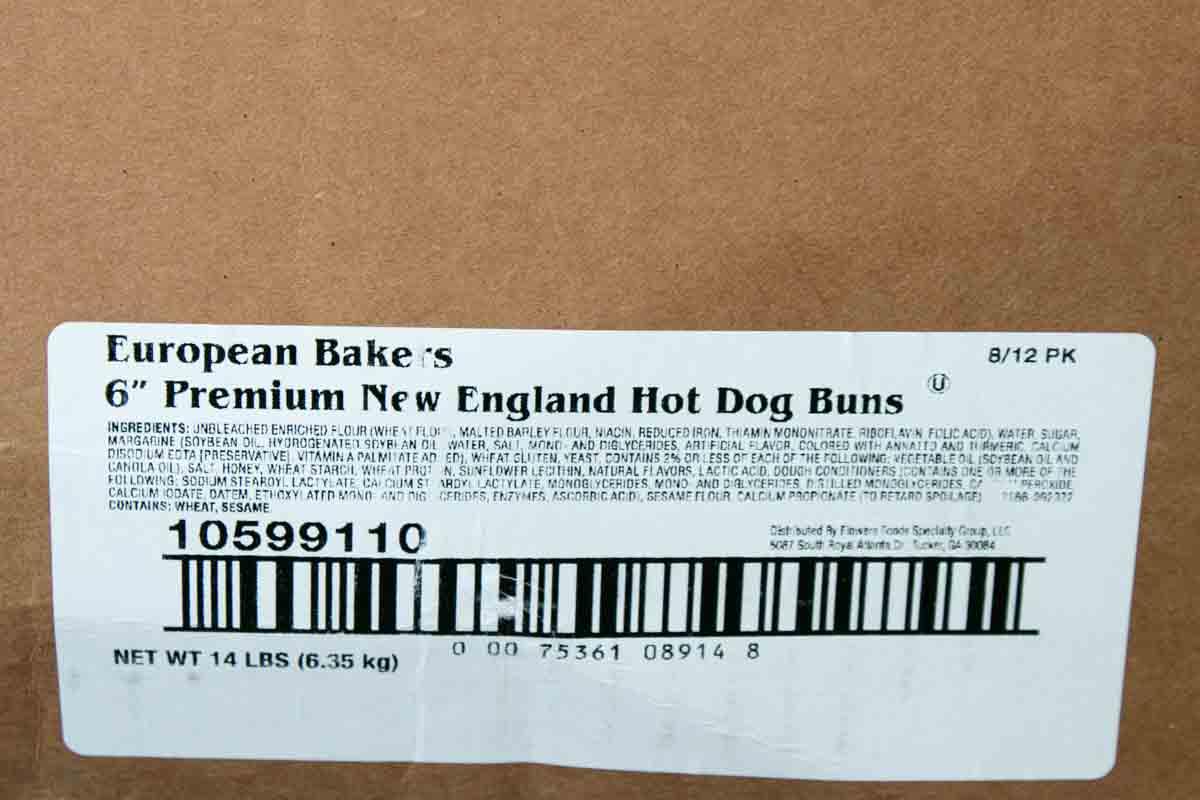 European Bakers
8/12 PK
6" Premium New England Hot Dog Buns
U
INGREDIENTS: UNBLEACHED ENRICHED FLOUR (WHEAT FLOUR, MALTED BARLEY FLOUR, NIACIN, REDUCED IRON, THIAMIN MONONITRATE, RIBOFLAVIN, FOLIC ACID), WATER, SUGAR,
MARGARINE (SOYBEAN OIL, HYDROGENATED SOYBEAN OIL, WATER, SALT, MONO- AND DIGLYCERIDES, ARTIFICIAL FLAVOR, COLORED WITH ANNATTO AND TURMERIC, CALCIUM
DISODIUM EDTA [PRESERVATIVE], VITAMIN A PALMITATE ADDED), WHEAT GLUTEN, YEAST, CONTAINS 2% OR LESS OF EACH OF THE FOLLOWING: VEGETABLE OIL (SOYBEAN OIL AND
CANOLA OIL), SALT, HONEY, WHEAT STARCH, WHEAT PROTEIN, SUNFLOWER LECITHIN, NATURAL FLAVORS, LACTIC ACID, DOUGH CONDITIONERS (CONTAINS ONE OR MORE OF THE
FOLLOWING: SODIUM STEAROYL LACTYLATE, CALCIUM STEAROYL LACTYLATE, MONOGLYCERIDES, MONO- AND DIGLYCERIDES, DISTILLED MONOGLYCERIDES, PEROXIDE,
CALCIUM IODATE, DATEM, ETHOXYLATED MONO- AND DIGLYCERIDES, ENZYMES, ASCORBIC ACID), SESAME FLOUR, CALCIUM PROPIONATE (TO RETARD SPOILAGE)
CONTAINS: WHEAT, SESAME
10599110
Distributed By Flowers Foods Specialty Group, LLC
5087 South Royal Atlanta Dr. Tucker, GA 30084
0 00 75361 08914 8
NET WT 14 LBS (6.35 kg)